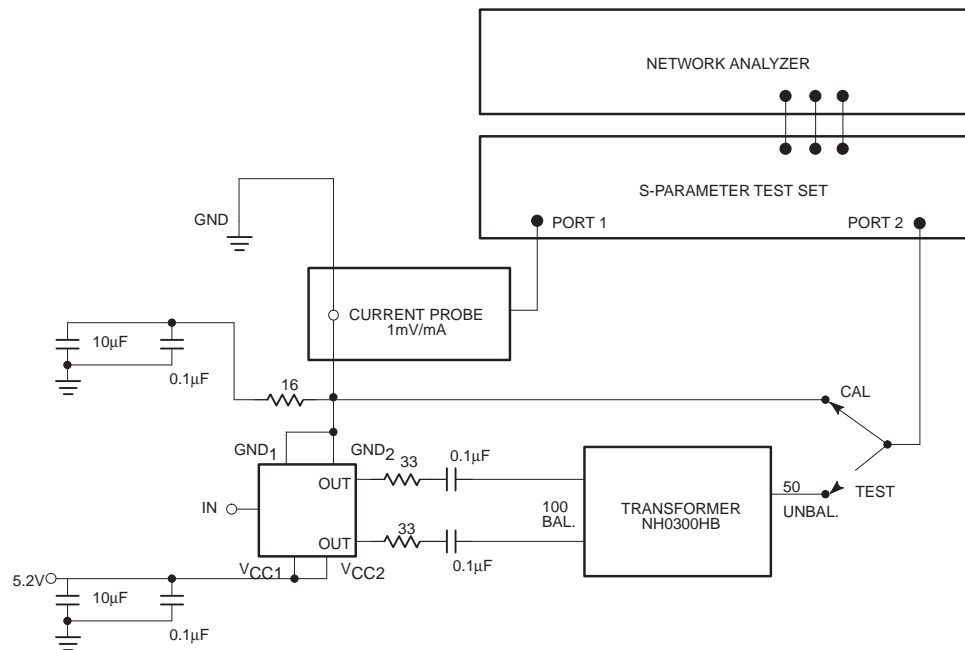 NETWORK ANALYZER
S-PARAMETER TEST SET
GND
PORT 1
PORT 2
CURRENT PROBE
1mV/mA
10μF
0.1μF
16
CAL
GND1
GND2
33
0.1μF
OUT
IN
100
BAL.
TRANSFORMER
NH0300HB
50
UNBAL.
TEST
OUT
33
0.1μF
5.2V
VCC1
VCC2
10μF
0.1μF